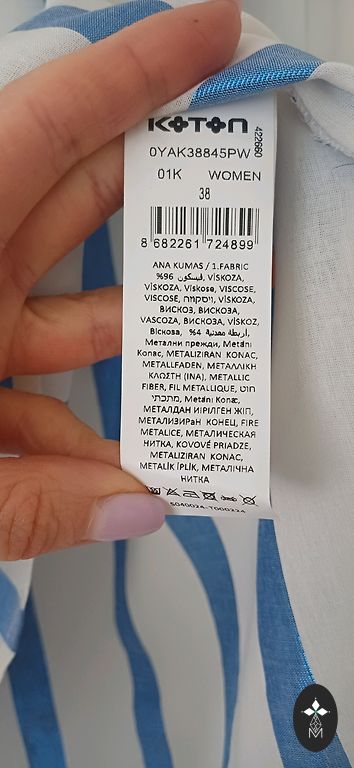 KOTON
422660
0YAK38845PW
01K WOMEN
38
8 682261 724899
ANA KUMAS / 1.FABRIC
%96 فيسكون, VİSKOZA,
VİSKOZA, Viskose, VISCOSE,
VISCOSE, ויסקוזה, VİSKOZA,
ВИСКОЗ, ВИСКОЗА,
VASCOZA, ВИСКОЗА, VİSKOZ,
Віскоза, %4 أربطة معدنية,
Метални прежди, Metalni
Konac, METALIZIRAN KONAC,
METALLFADEN, ΜΕΤΑΛΛΙΚΗ
ΚΛΩΣΤΗ (INA), METALLIC
FIBER, FIL METALLIQUE, חוט
מתכתי, Metalni Konac,
МЕТАЛДАН ИІРІЛГЕН ЖІП,
МЕТАЛИЗИРаН КОНЕЦ, FIRE
METALICE, МЕТАЛИЧЕСКАЯ
НИТКА, KOVOVÉ PRIADZE,
METALIZIRAN KONAC,
METALİK İPLİK, МЕТАЛІЧНА
НИТКА
S040024-T000224
M